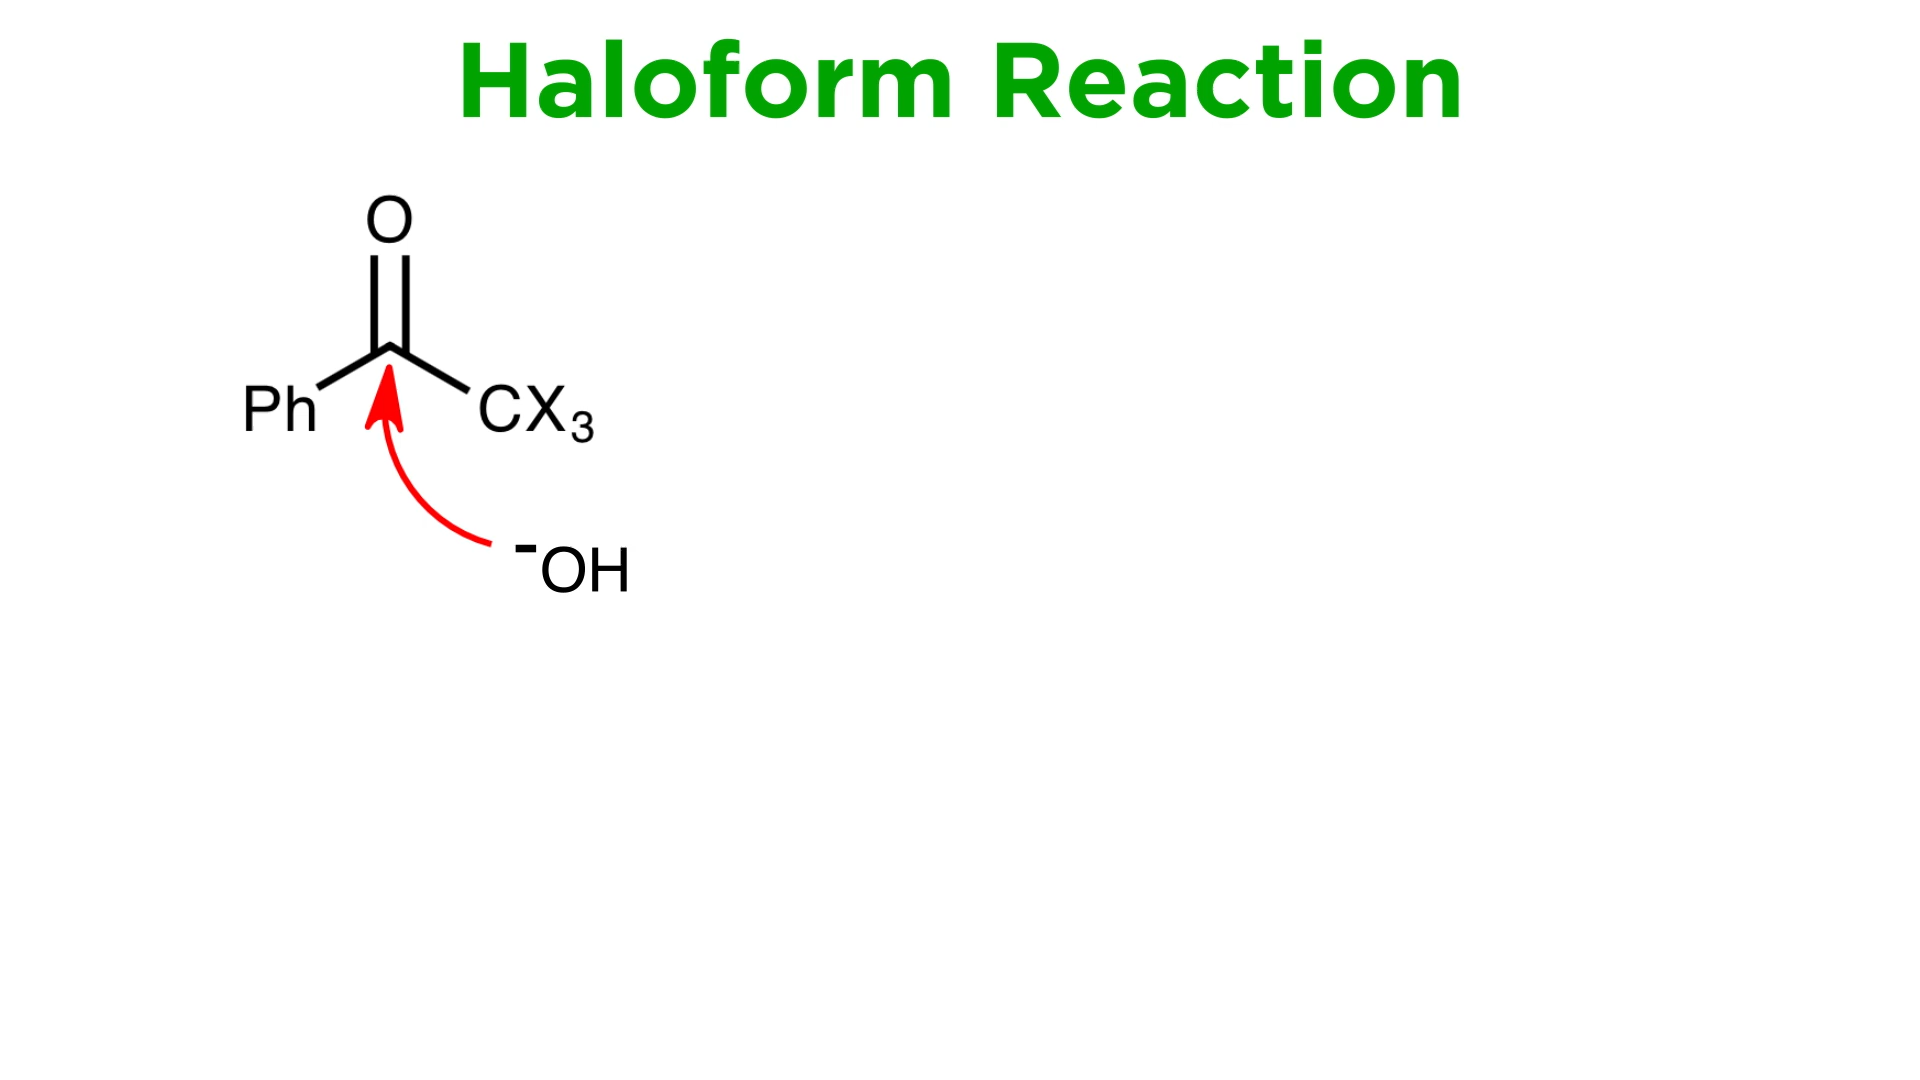 Haloform Reaction
O
Ph CX₃
⁻OH